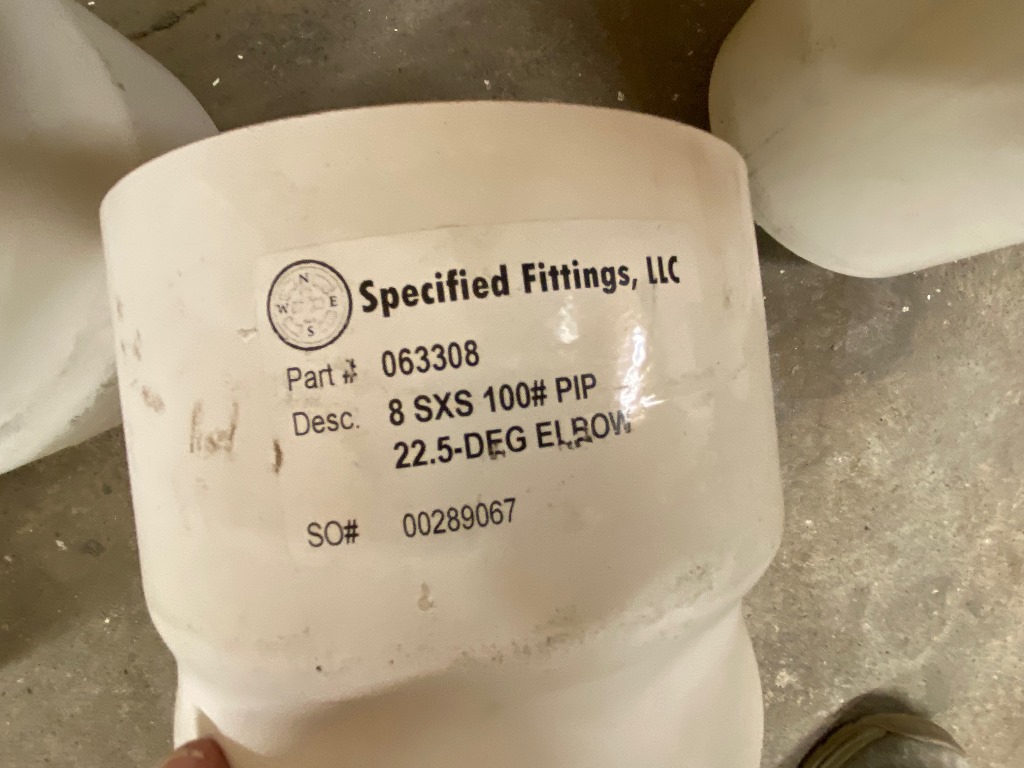 N
W E
S
Specified Fittings, LLC
Part # 063308
Desc. 8 SXS 100# PIP
22.5-DEG ELBOW
SO# 00289067